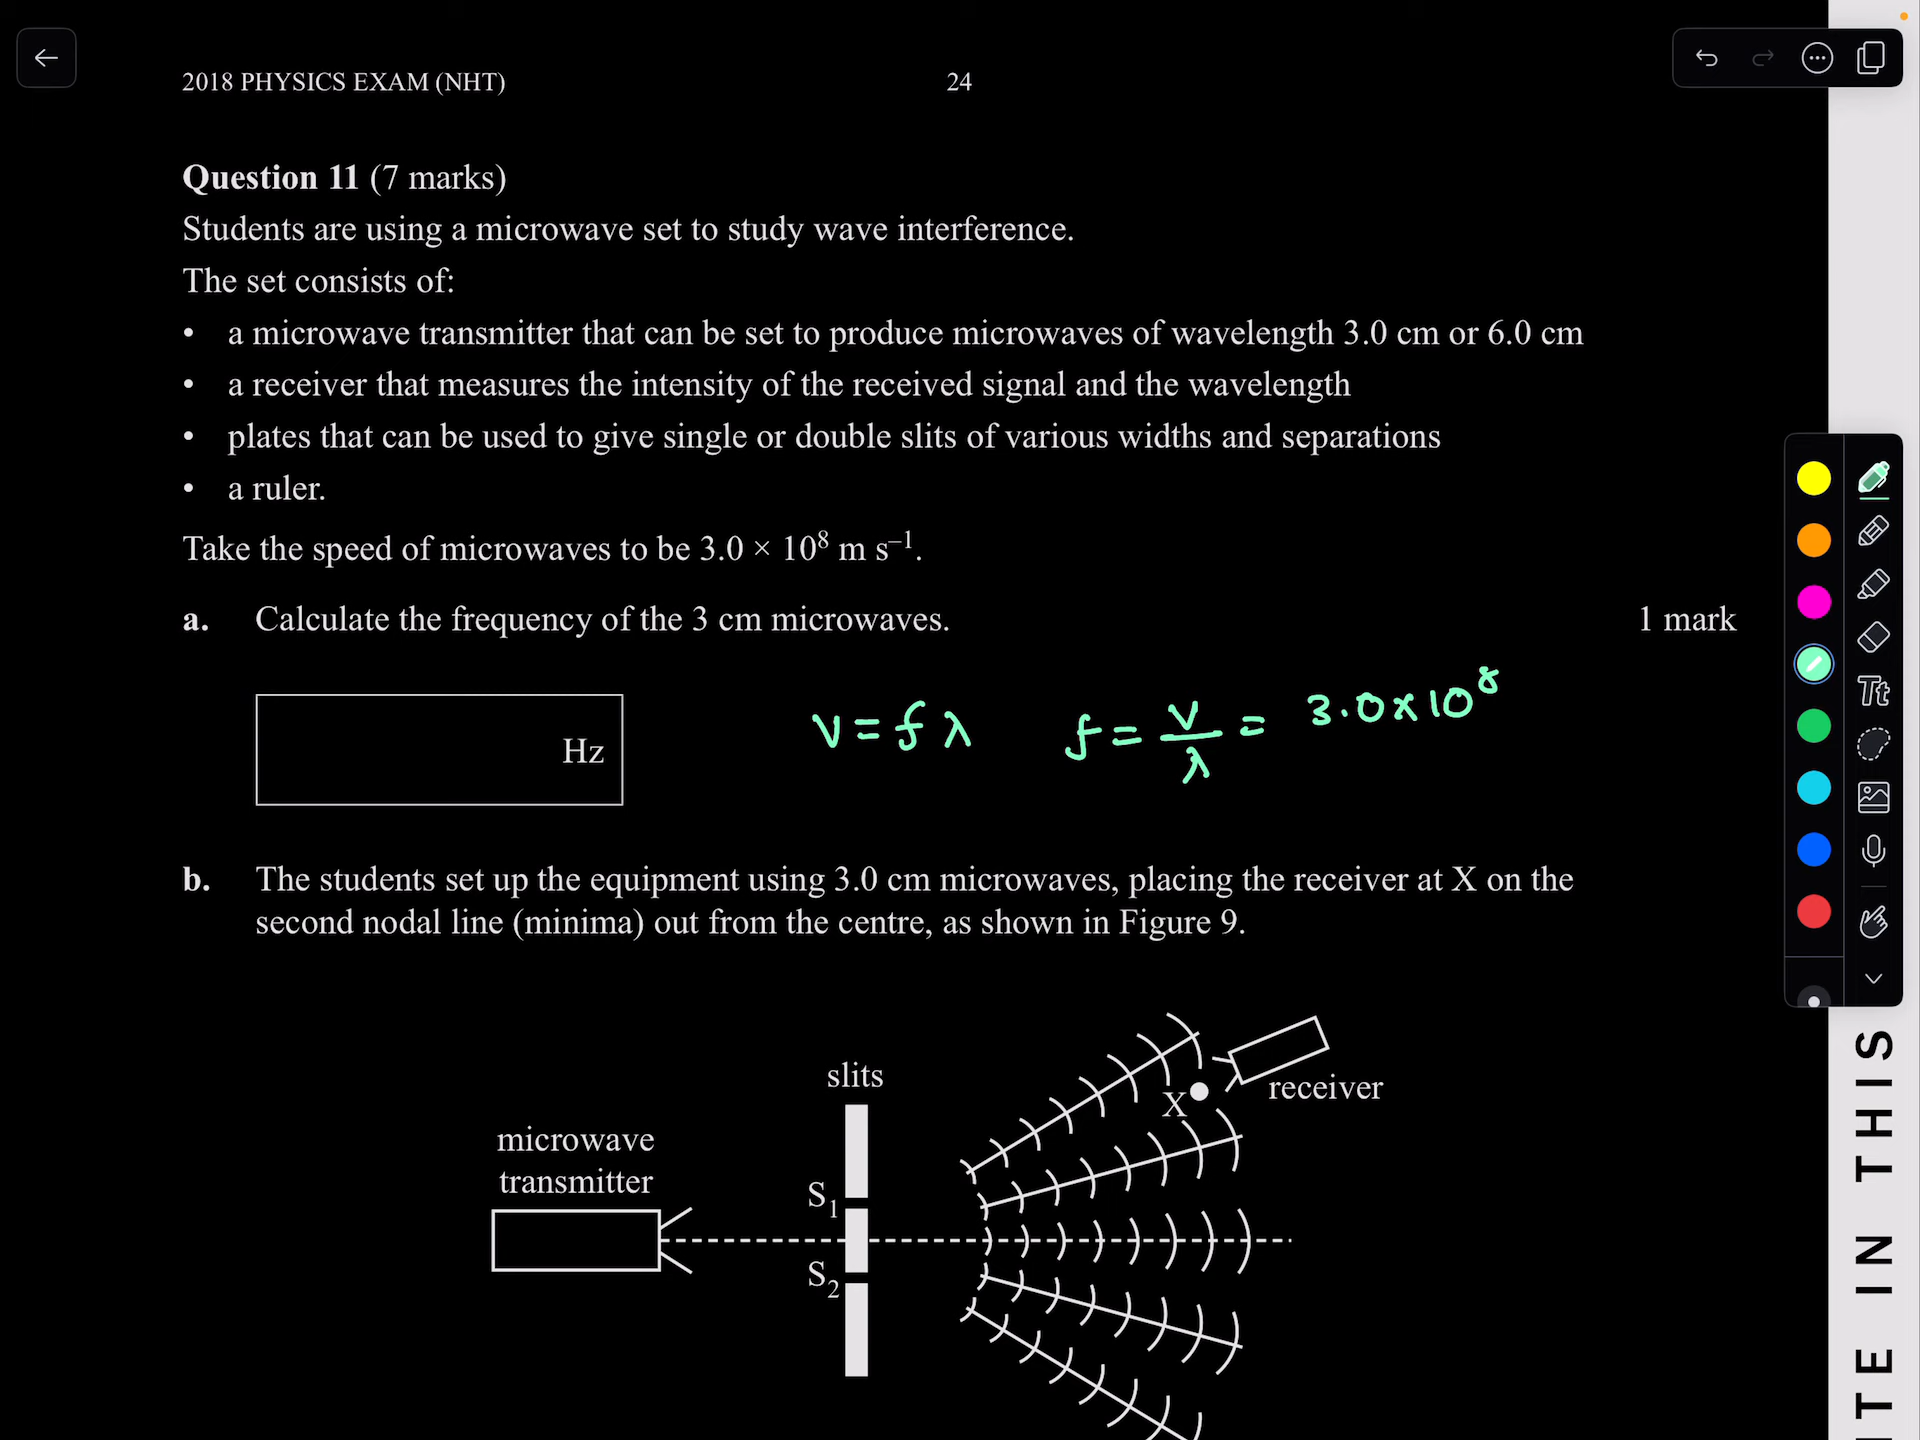 2018 PHYSICS EXAM (NHT) 24
Question 11 (7 marks)
Students are using a microwave set to study wave interference.
The set consists of:
• a microwave transmitter that can be set to produce microwaves of wavelength 3.0 cm or 6.0 cm
• a receiver that measures the intensity of the received signal and the wavelength
• plates that can be used to give single or double slits of various widths and separations
• a ruler.
Take the speed of microwaves to be 3.0 × 10⁸ m s⁻¹.
a. Calculate the frequency of the 3 cm microwaves. 1 mark
Hz
v = f λ f = v/λ = 3.0×10⁸
b. The students set up the equipment using 3.0 cm microwaves, placing the receiver at X on the
second nodal line (minima) out from the centre, as shown in Figure 9.
slits
X
receiver
microwave
transmitter
S₁
S₂
Tt
ITE IN THIS